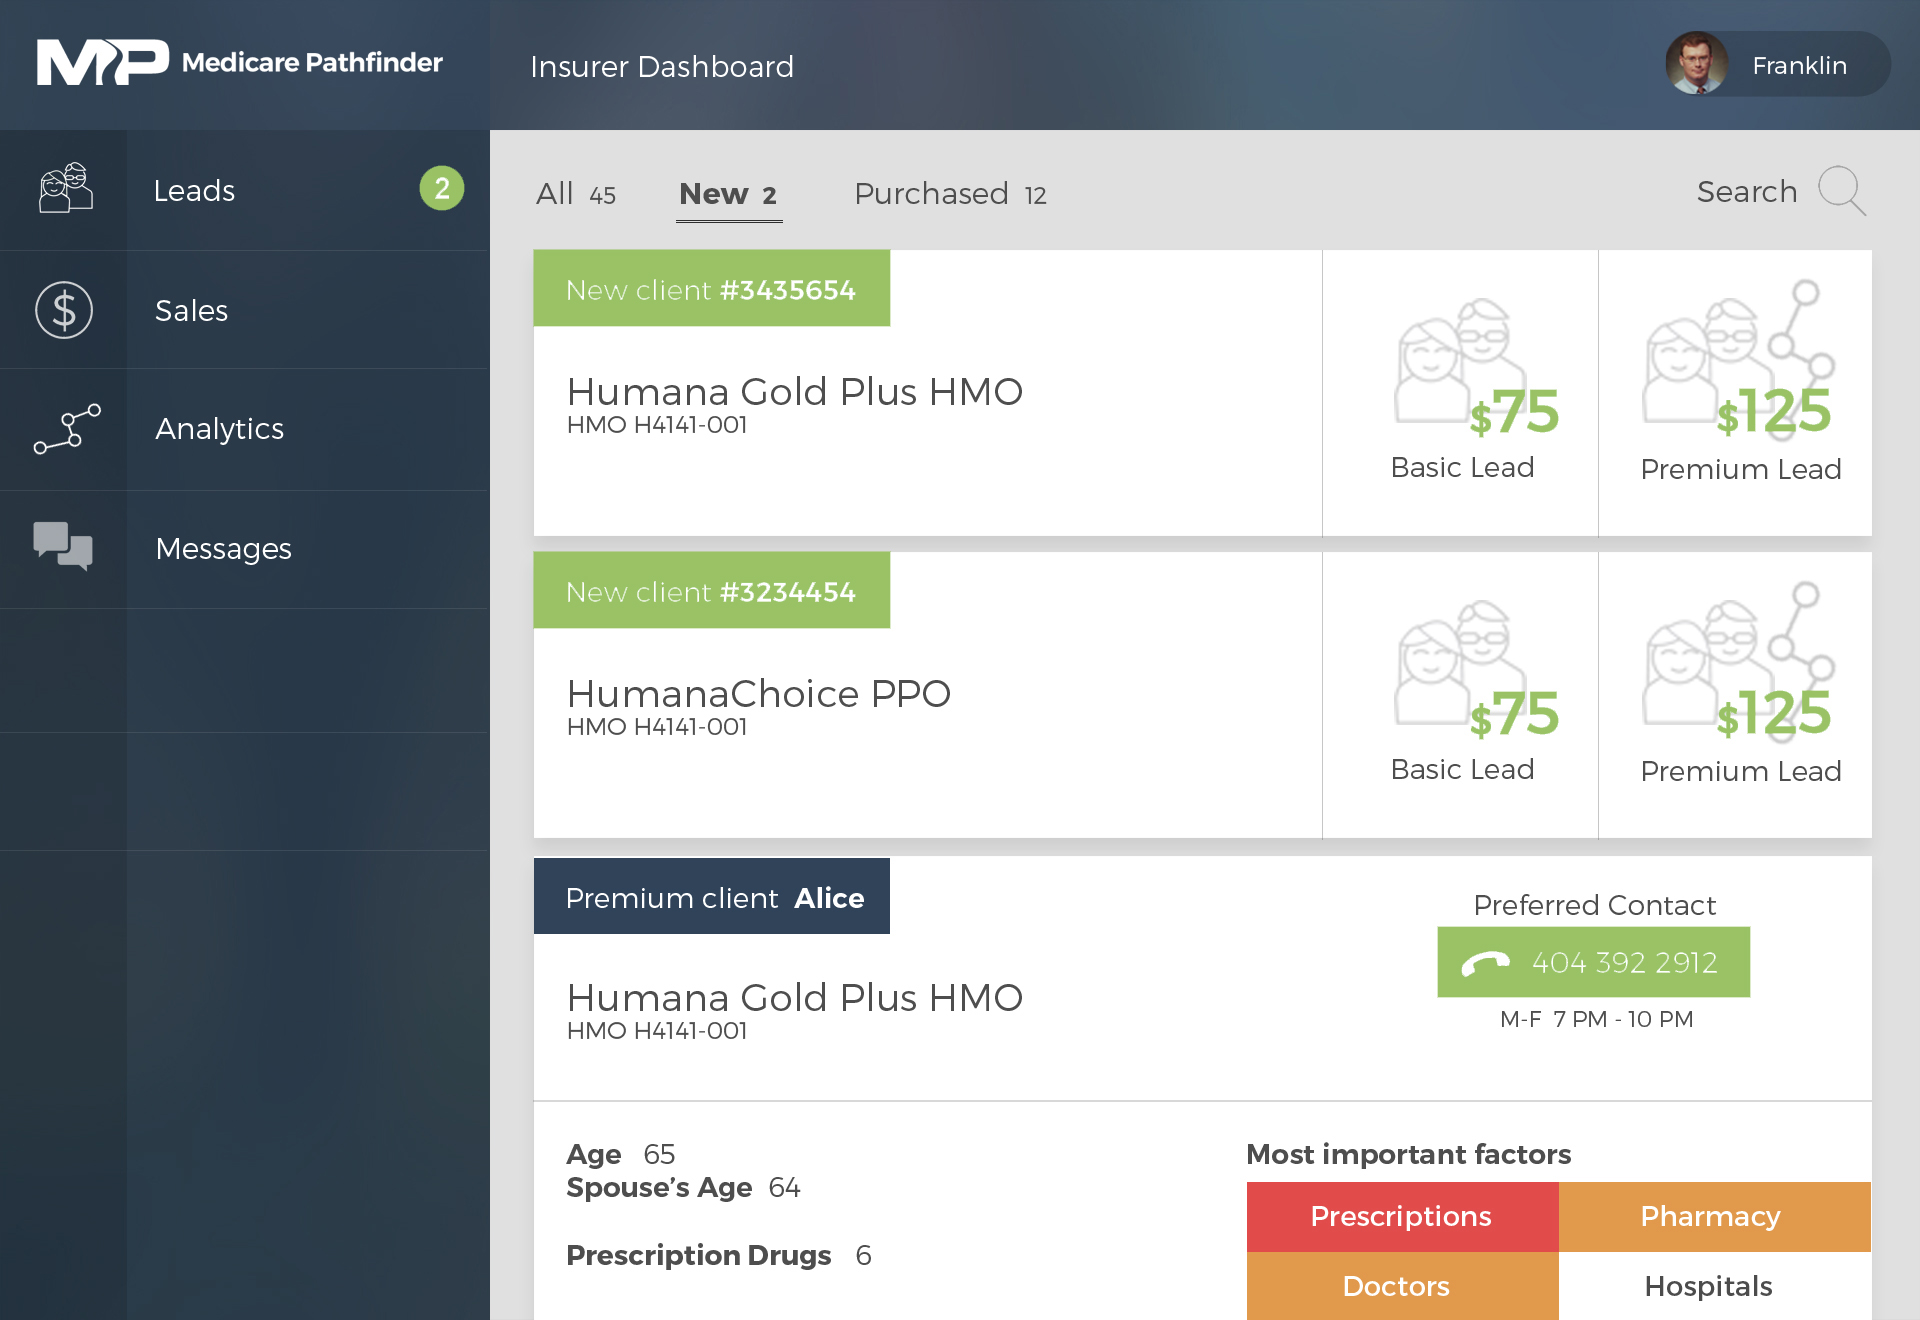 MP Medicare Pathfinder
Insurer Dashboard
Franklin
Leads 2
$ Sales
Analytics
Messages
All 45 New 2 Purchased 12
Search
New client #3435654
Humana Gold Plus HMO
HMO H4141-001
$75
Basic Lead
$125
Premium Lead
New client #3234454
HumanaChoice PPO
HMO H4141-001
$75
Basic Lead
$125
Premium Lead
Premium client Alice
Humana Gold Plus HMO
HMO H4141-001
Preferred Contact
404 392 2912
M-F 7 PM - 10 PM
Age 65
Spouse’s Age 64
Prescription Drugs 6
Most important factors
Prescriptions Pharmacy
Doctors Hospitals